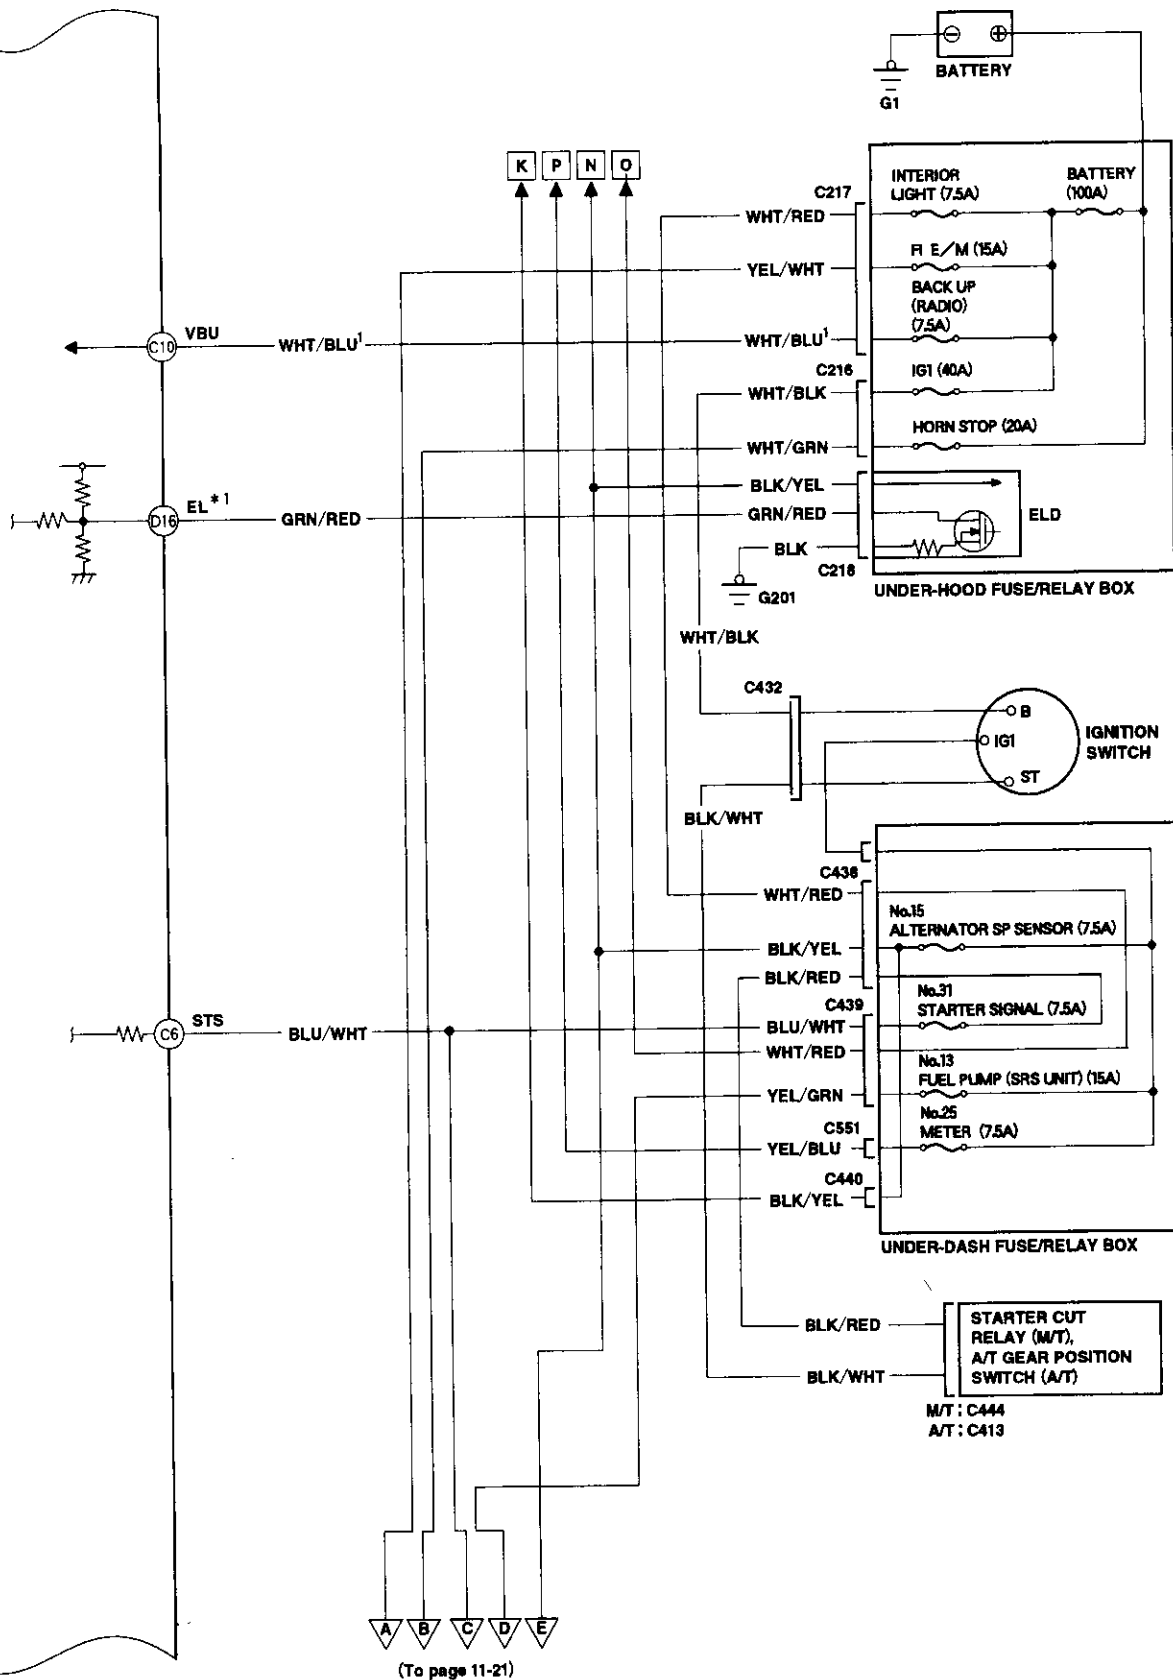 BATTERY
G1
K P N O
C217
INTERIOR
LIGHT (7.5A)
BATTERY
(100A)
WHT/RED
FI E/M (15A)
YEL/WHT
BACK UP
(RADIO)
(7.5A)
C10
VBU
WHT/BLU1
WHT/BLU1
C216
IG1 (40A)
WHT/BLK
HORN STOP (20A)
WHT/GRN
BLK/YEL
D16
EL*1
GRN/RED
GRN/RED
ELD
BLK
C218
G201
UNDER-HOOD FUSE/RELAY BOX
WHT/BLK
C432
B
IG1
ST
IGNITION
SWITCH
BLK/WHT
C436
WHT/RED
No.15
ALTERNATOR SP SENSOR (7.5A)
BLK/YEL
BLK/RED
No.31
STARTER SIGNAL (7.5A)
C439
C6
STS
BLU/WHT
BLU/WHT
WHT/RED
No.13
FUEL PUMP (SRS UNIT) (15A)
YEL/GRN
No.25
METER (7.5A)
C551
YEL/BLU
C440
BLK/YEL
UNDER-DASH FUSE/RELAY BOX
BLK/RED
BLK/WHT
STARTER CUT
RELAY (M/T),
A/T GEAR POSITION
SWITCH (A/T)
M/T : C444
A/T : C413
A B C D E
(To page 11-21)